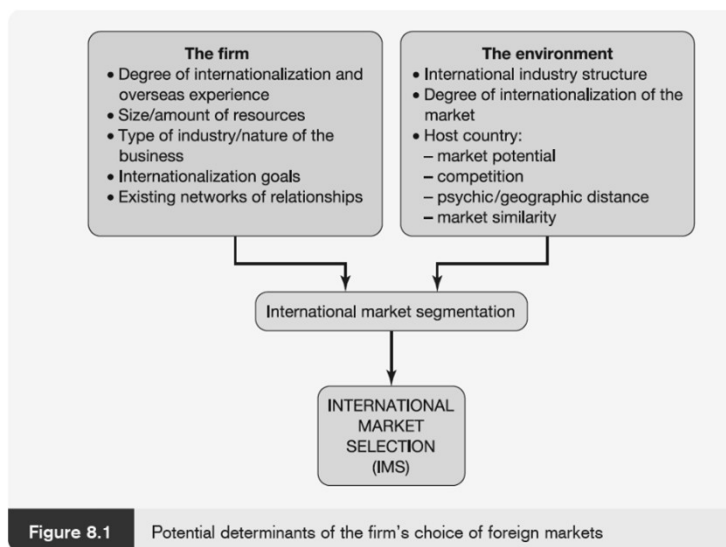 The firm
• Degree of internationalization and
overseas experience
• Size/amount of resources
• Type of industry/nature of the
business
• Internationalization goals
• Existing networks of relationships
The environment
• International industry structure
• Degree of internationalization of the
market
• Host country:
– market potential
– competition
– psychic/geographic distance
– market similarity
International market segmentation
INTERNATIONAL
MARKET
SELECTION
(IMS)
Figure 8.1 Potential determinants of the firm's choice of foreign markets